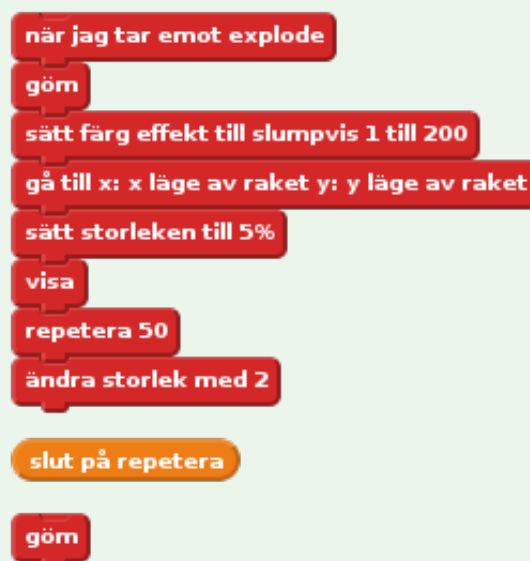 när jag tar emot explode
göm
sätt färg effekt till slumpvis 1 till 200
gå till x: x läge av raket y: y läge av raket
sätt storleken till 5%
visa
repetera 50
ändra storlek med 2
slut på repetera
göm